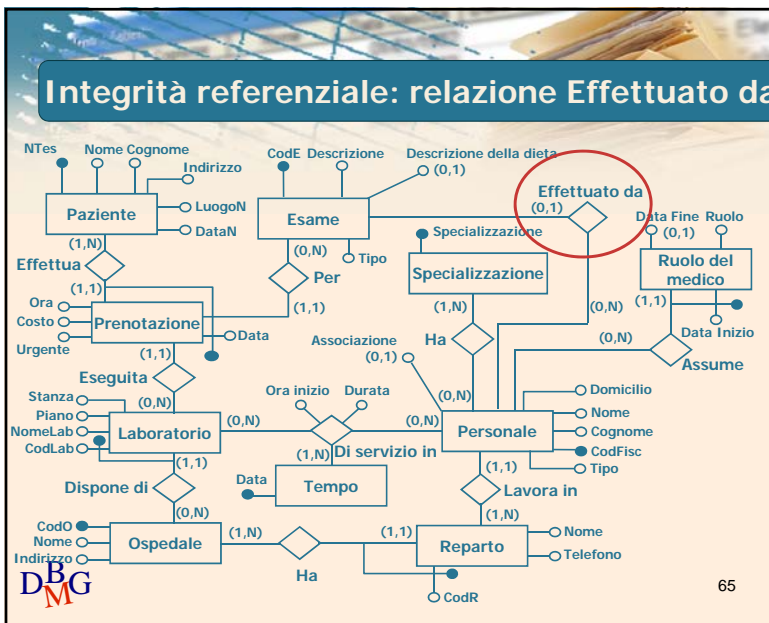 Integrità referenziale: relazione Effettuato da
NTes
Nome Cognome
Indirizzo
Paziente
LuogoN
DataN
CodE Descrizione
Descrizione della dieta
(0,1)
Esame
Tipo
(0,1)
Effettuato da
Specializzazione
Specializzazione
Data Fine Ruolo
(0,1)
Ruolo del
medico
(1,N)
(0,N)
(1,N)
(1,1)
Effettua
Per
(1,1)
(1,1)
Ora
Costo
Urgente
Prenotazione
Data
Associazione
(0,1)
Ha
(0,N)
(0,N)
Data Inizio
Assume
(1,1)
Eseguita
(0,N)
(0,N)
Stanza
Piano
NomeLab
CodLab
Laboratorio
(0,N)
Ora inizio
Durata
(0,N)
Di servizio in
(1,N)
Personale
Domicilio
Nome
Cognome
CodFisc
Tipo
(1,1)
Dispone di
(0,N)
Data
Tempo
(1,1)
Lavora in
(1,N)
CodO
Nome
Indirizzo
Ospedale
(1,N)
Ha
(1,1)
Reparto
Nome
Telefono
CodR
DBMG
65